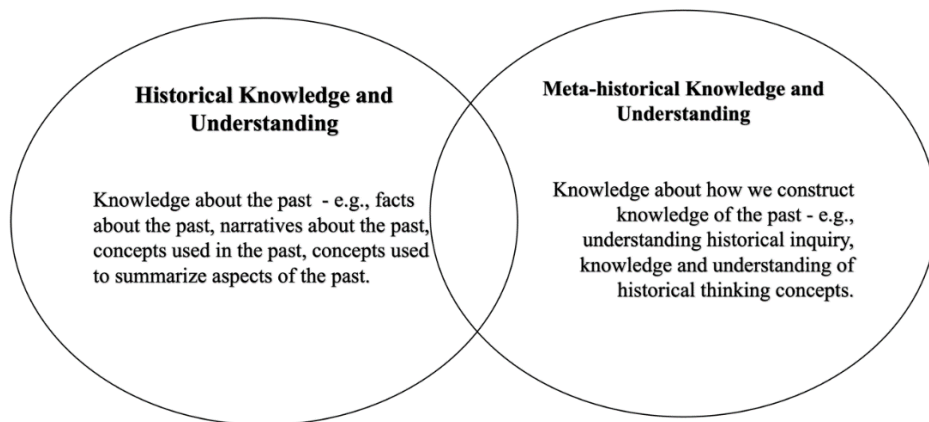 Historical Knowledge and
Understanding
Knowledge about the past - e.g., facts
about the past, narratives about the past,
concepts used in the past, concepts used
to summarize aspects of the past.
Meta-historical Knowledge and
Understanding
Knowledge about how we construct
knowledge of the past - e.g.,
understanding historical inquiry,
knowledge and understanding of
historical thinking concepts.